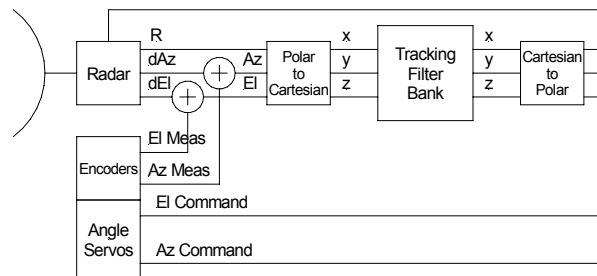 R
x
x
dAz
Az
Polar
y
Tracking
y
Cartesian
Radar
to
Filter
to
dEl
El
Cartesian
z
Bank
z
Polar
+
+
El Meas
Encoders
Az Meas
El Command
Angle
Servos
Az Command